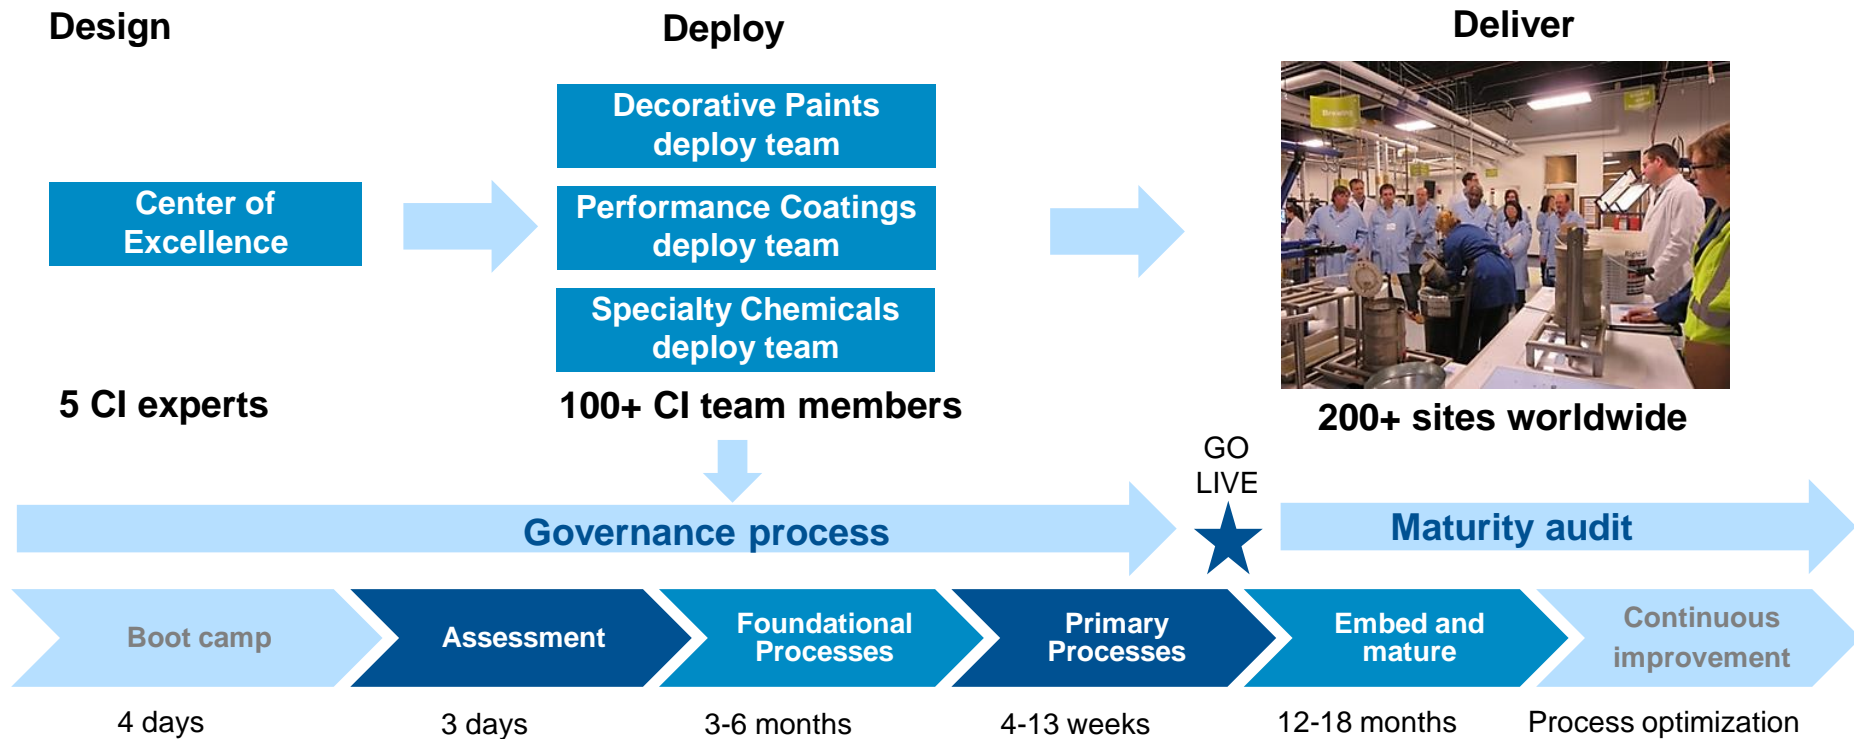 Design
Deploy
Deliver
Decorative Paints
deploy team
Center of
Excellence
Performance Coatings
deploy team
Specialty Chemicals
deploy team
Brewing
5 CI experts
100+ CI team members
200+ sites worldwide
GO
LIVE
Governance process
Maturity audit
Boot camp
Assessment
Foundational
Processes
Primary
Processes
Embed and
mature
Continuous
improvement
4 days
3 days
3-6 months
4-13 weeks
12-18 months
Process optimization